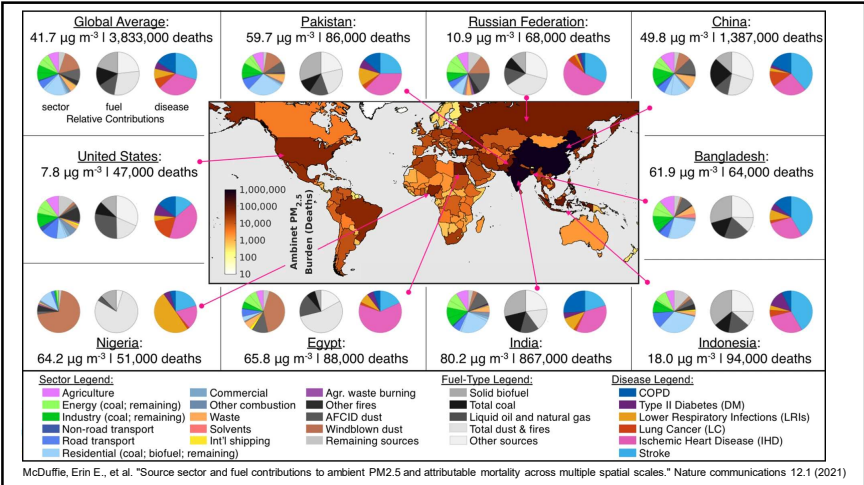 Global Average:
41.7 µg m⁻³ | 3,833,000 deaths
sector fuel disease
Relative Contributions
Pakistan:
59.7 µg m⁻³ | 86,000 deaths
Russian Federation:
10.9 µg m⁻³ | 68,000 deaths
China:
49.8 µg m⁻³ | 1,387,000 deaths
United States:
7.8 µg m⁻³ | 47,000 deaths
1,000,000
100,000
10,000
1,000
100
10
Ambinet PM2.5
Burden (Deaths)
Bangladesh:
61.9 µg m⁻³ | 64,000 deaths
Nigeria:
64.2 µg m⁻³ | 51,000 deaths
Egypt:
65.8 µg m⁻³ | 88,000 deaths
India:
80.2 µg m⁻³ | 867,000 deaths
Indonesia:
18.0 µg m⁻³ | 94,000 deaths
Sector Legend:
Agriculture
Energy (coal; remaining)
Industry (coal; remaining)
Non-road transport
Road transport
Residential (coal; biofuel; remaining)
Commercial
Other combustion
Waste
Solvents
Int'l shipping
Agr. waste burning
Other fires
AFCID dust
Windblown dust
Remaining sources
Fuel-Type Legend:
Solid biofuel
Total coal
Liquid oil and natural gas
Total dust & fires
Other sources
Disease Legend:
COPD
Type II Diabetes (DM)
Lower Respiratory Infections (LRIs)
Lung Cancer (LC)
Ischemic Heart Disease (IHD)
Stroke
McDuffie, Erin E., et al. "Source sector and fuel contributions to ambient PM2.5 and attributable mortality across multiple spatial scales." Nature communications 12.1 (2021)